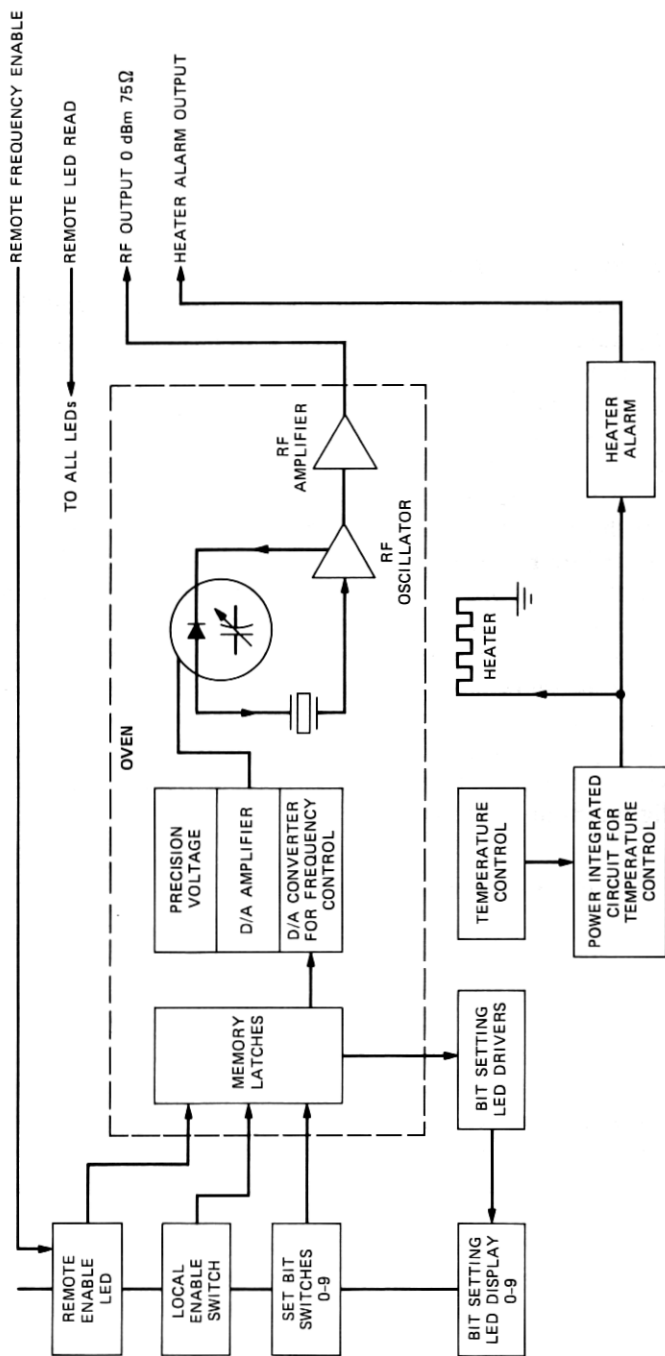 REMOTE FREQUENCY ENABLE
TO ALL LEDs
REMOTE LED READ
RF OUTPUT 0 dBm 75Ω
HEATER ALARM OUTPUT
REMOTE
ENABLE
LED
LOCAL
ENABLE
SWITCH
SET BIT
SWITCHES
0-9
BIT SETTING
LED DISPLAY
0-9
OVEN
MEMORY
LATCHES
PRECISION
VOLTAGE
D/A AMPLIFIER
D/A CONVERTER
FOR FREQUENCY
CONTROL
RF
OSCILLATOR
RF
AMPLIFIER
BIT SETTING
LED DRIVERS
TEMPERATURE
CONTROL
POWER INTEGRATED
CIRCUIT FOR
TEMPERATURE
CONTROL
HEATER
HEATER
ALARM